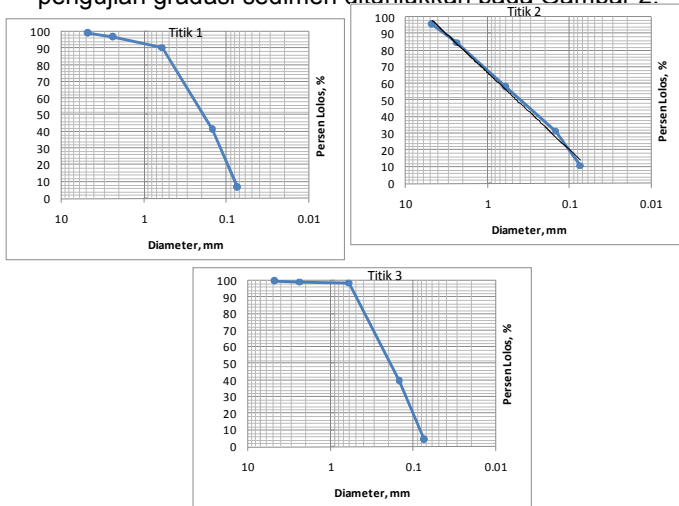 pengujian gradasi sedimen ditunjukkan pada Gambar 2.
Titik 1
100
90
80
70
60
50
40
30
20
10
0
10 1 0.1 0.01
Diameter, mm
Persen Lolos, %
Titik 2
100
90
80
70
60
50
40
30
20
10
0
10 1 0.1 0.01
Diameter, mm
Persen Lolos, %
Titik 3
100
90
80
70
60
50
40
30
20
10
0
10 1 0.1 0.01
Diameter, mm
Persen Lolos, %